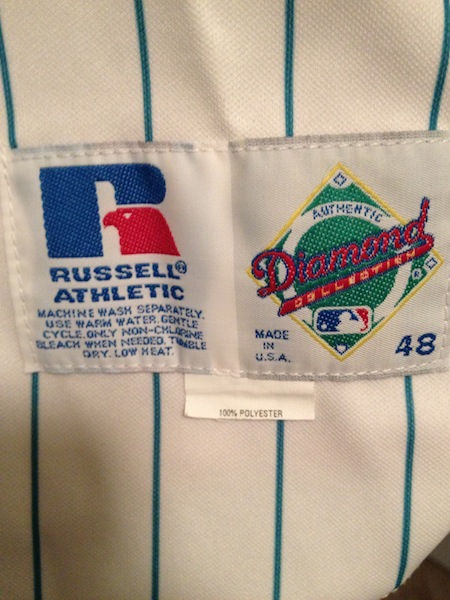 RUSSELL®
ATHLETIC
MACHINE WASH SEPARATELY.
USE WARM WATER. GENTLE
CYCLE. ONLY NON-CHLORINE
BLEACH WHEN NEEDED. TUMBLE
DRY. LOW HEAT.
AUTHENTIC
Diamond
COLLECTION
®
MADE
IN
U.S.A.
48
100% POLYESTER